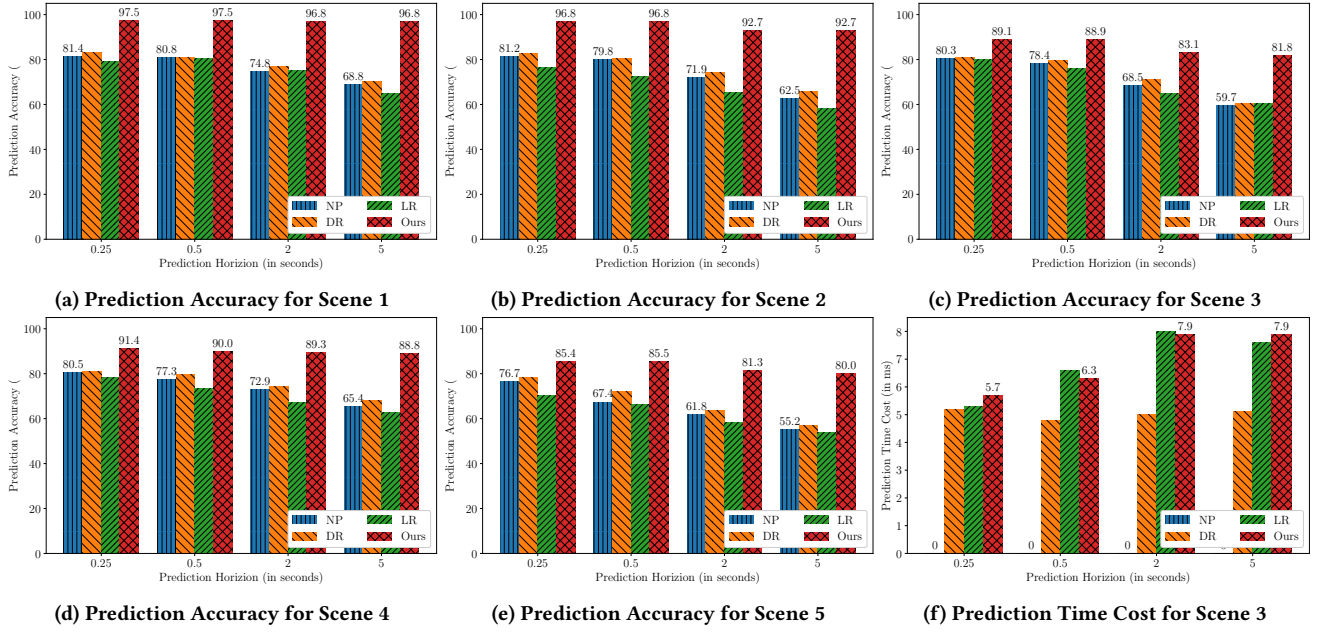 97.5
97.5
96.8
96.8
81.4
80.8
74.8
68.8
100
80
60
40
20
0
Prediction Accuracy (
NP
DR
LR
Ours
0.25
0.5
2
5
Prediction Horizion (in seconds)
(a) Prediction Accuracy for Scene 1
96.8
96.8
92.7
92.7
81.2
79.8
71.9
62.5
100
80
60
40
20
0
Prediction Accuracy (
NP
DR
LR
Ours
0.25
0.5
2
5
Prediction Horizion (in seconds)
(b) Prediction Accuracy for Scene 2
89.1
88.9
83.1
81.8
80.3
78.4
68.5
59.7
100
80
60
40
20
0
Prediction Accuracy (
NP
DR
LR
Ours
0.25
0.5
2
5
Prediction Horizion (in seconds)
(c) Prediction Accuracy for Scene 3
91.4
90.0
89.3
88.8
80.5
77.3
72.9
65.4
100
80
60
40
20
0
Prediction Accuracy (
NP
DR
LR
Ours
0.25
0.5
2
5
Prediction Horizion (in seconds)
(d) Prediction Accuracy for Scene 4
85.4
85.5
81.3
80.0
76.7
67.4
61.8
55.2
100
80
60
40
20
0
Prediction Accuracy (
NP
DR
LR
Ours
0.25
0.5
2
5
Prediction Horizion (in seconds)
(e) Prediction Accuracy for Scene 5
5.7
6.3
7.9
7.9
0
0
0
8
7
6
5
4
3
2
1
0
Prediction Time Cost (in ms)
NP
DR
LR
Ours
0.25
0.5
2
5
Prediction Horizion (in seconds)
(f) Prediction Time Cost for Scene 3